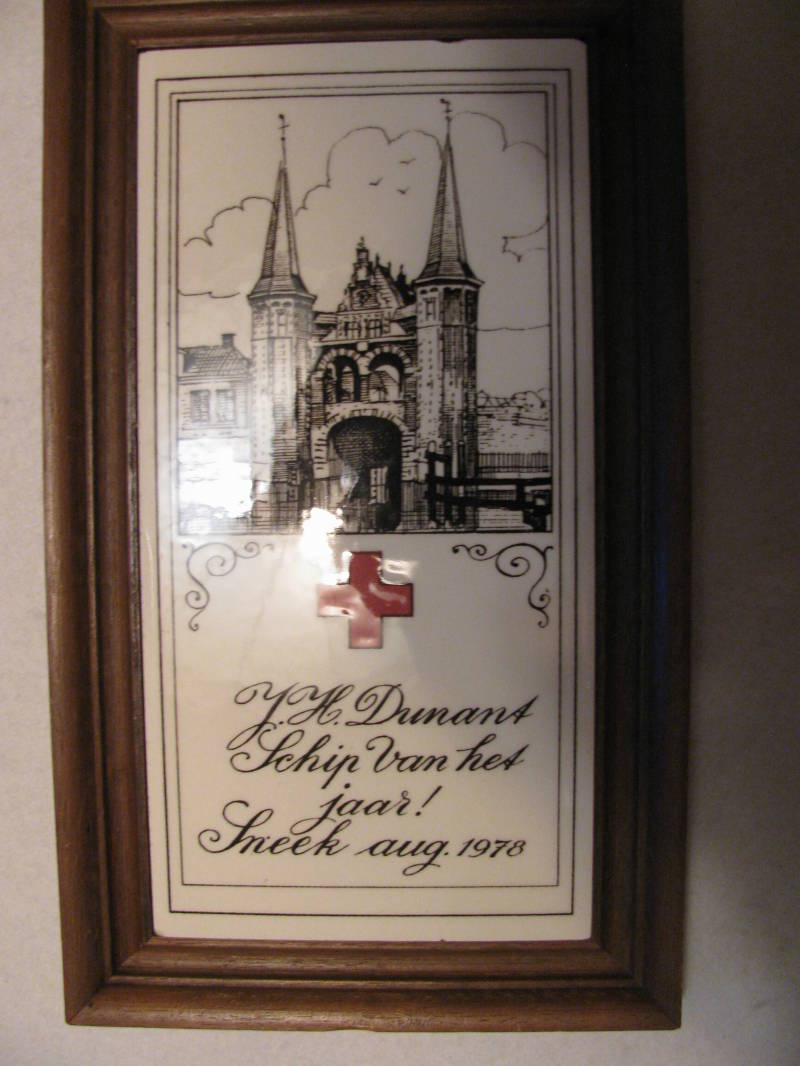 J.H. Dunant
Schip van het
jaar!
Sneek aug. 1978